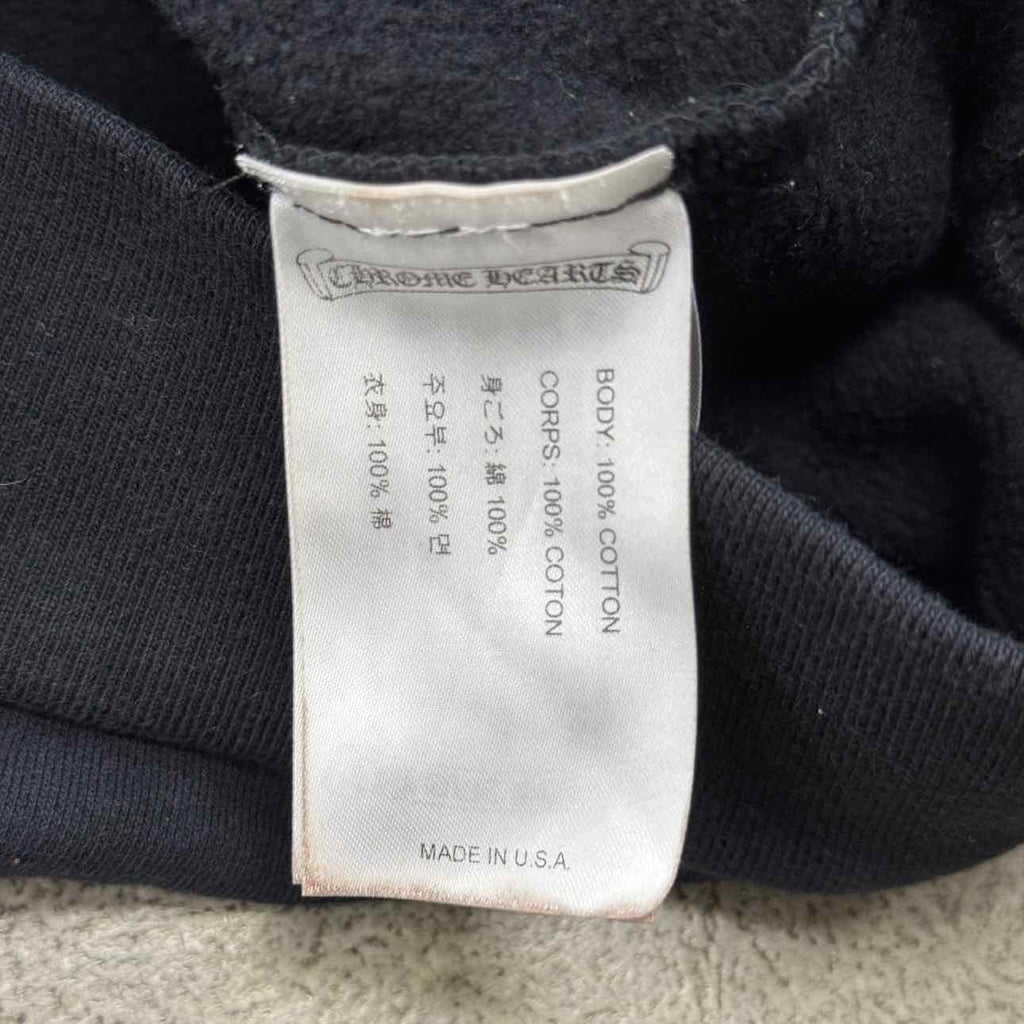 CHROME HEARTS
BODY: 100% COTTON
CORPS: 100% COTON
身ごろ: 綿 100%
주요부: 100% 면
衣身: 100% 棉
MADE IN U.S.A.